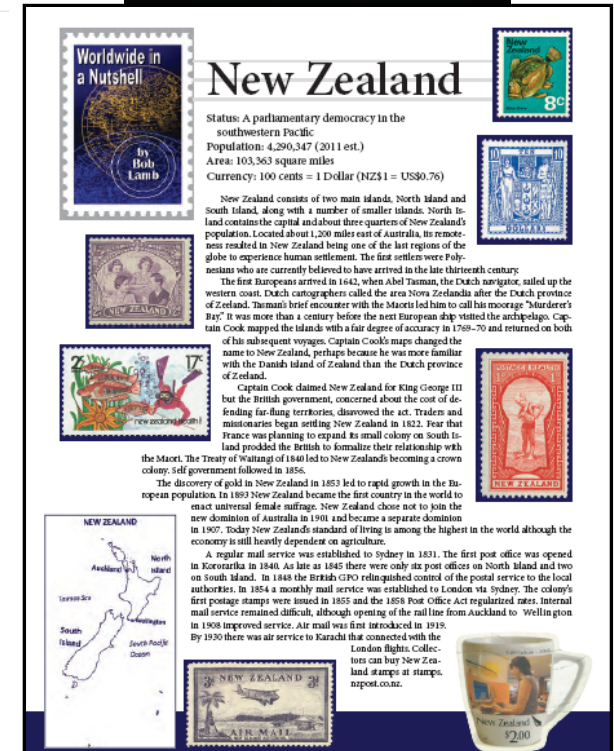 Worldwide in
a Nutshell
by
Bob
Lamb
New Zealand
New
Zealand
8c
Status: A parliamentary democracy in the
southwestern Pacific
Population: 4,290,347 (2011 est.)
Area: 103,363 square miles
Currency: 100 cents = 1 Dollar (NZ$1 = US$0.76)
TEN
10 10
DOLLARS
New Zealand consists of two main islands, North Island and
South Island, along with a number of smaller islands. North Is-
land contains the capital and about three quarters of New Zealand's
population. Located about 1,200 miles east of Australia, its remote-
ness resulted in New Zealand being one of the last regions of the
globe to experience human settlement. The first settlers were Poly-
nesians who are currently believed to have arrived in the late thirteenth century.
The first Europeans arrived in 1642, when Abel Tasman, the Dutch navigator, sailed up the
western coast. Dutch cartographers called the area Nova Zeelandia after the Dutch province
of Zeeland. Tasman's brief encounter with the Maoris led him to call his moorage "Murderer's
Bay." It was more than a century before the next European ship visited the archipelago. Cap-
tain Cook mapped the islands with a fair degree of accuracy in 1769–70 and returned on both
of his subsequent voyages. Captain Cook's maps changed the
name to New Zealand, perhaps because he was more familiar
with the Danish island of Zealand than the Dutch province
of Zeeland.
Captain Cook claimed New Zealand for King George III
but the British government, concerned about the cost of de-
fending far-flung territories, disavowed the act. Traders and
missionaries began settling New Zealand in 1822. Fear that
France was planning to expand its small colony on South Is-
land prodded the British to formalize their relationship with
the Maori. The Treaty of Waitangi of 1840 led to New Zealand's becoming a crown
colony. Self government followed in 1856.
The discovery of gold in New Zealand in 1853 led to rapid growth in the Eu-
ropean population. In 1893 New Zealand became the first country in the world to
enact universal female suffrage. New Zealand chose not to join the
new dominion of Australia in 1901 and became a separate dominion
in 1907. Today New Zealand's standard of living is among the highest in the world although the
economy is still heavily dependent on agriculture.
A regular mail service was established to Sydney in 1831. The first post office was opened
in Kororarika in 1840. As late as 1845 there were only six post offices on North Island and two
on South Island. In 1848 the British GPO relinquished control of the postal service to the local
authorities. In 1854 a monthly mail service was established to London via Sydney. The colony's
first postage stamps were issued in 1855 and the 1858 Post Office Act regularized rates. Internal
mail service remained difficult, although opening of the rail line from Auckland to Wellington
in 1908 improved service. Air mail was first introduced in 1919.
By 1930 there was air service to Karachi that connected with the
London flights. Collec-
tors can buy New Zea-
land stamps at stamps.
nzpost.co.nz.
NEW ZEALAND
2c 17c
new zealand health
POSTAGE HEALTH
1 1
NEW ZEALAND
NEW ZEALAND
North
Island
Auckland
Tasman Sea
Wellington
South
Island
South Pacific
Ocean
NEW ZEALAND
AIR MAIL
New Zealand
$2.00